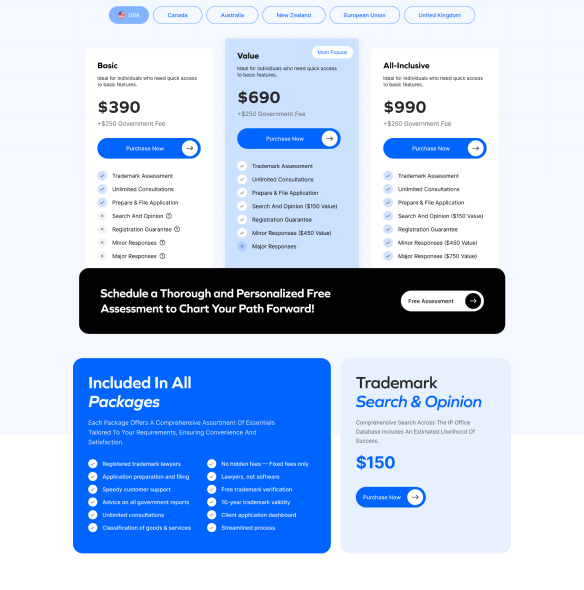 USA
Canada
Australia
New Zealand
European Union
United Kingdom
Basic
Ideal for individuals who need quick access
to basic features.
$390
+$250 Government Fee
Purchase Now
Trademark Assessment
Unlimited Consultations
Prepare & File Application
Search And Opinion
Registration Guarantee
Minor Responses
Major Responses
Value
Most Popular
Ideal for individuals who need quick access
to basic features.
$690
+$250 Government Fee
Purchase Now
Trademark Assessment
Unlimited Consultations
Prepare & File Application
Search And Opinion ($150 Value)
Registration Guarantee
Minor Responses ($450 Value)
Major Responses
All-Inclusive
Ideal for individuals who need quick access
to basic features.
$990
+$250 Government Fee
Purchase Now
Trademark Assessment
Unlimited Consultations
Prepare & File Application
Search And Opinion ($150 Value)
Registration Guarantee
Minor Responses ($450 Value)
Major Responses ($750 Value)
Schedule a Thorough and Personalized Free
Assessment to Chart Your Path Forward!
Free Assessment
Included In All
Packages
Each Package Offers A Comprehensive Assortment Of Essentials
Tailored To Your Requirements, Ensuring Convenience And
Satisfaction.
Registered trademark lawyers
Application preparation and filing
Speedy customer support
Advice on all government reports
Unlimited consultations
Classification of goods & services
No hidden fees — Fixed fees only
Lawyers, not software
Free trademark verification
10-year trademark validity
Client application dashboard
Streamlined process
Trademark
Search & Opinion
Comprehensive Search Across The IP Office
Database Includes An Estimated Likelihood Of
Success.
$150
Purchase Now